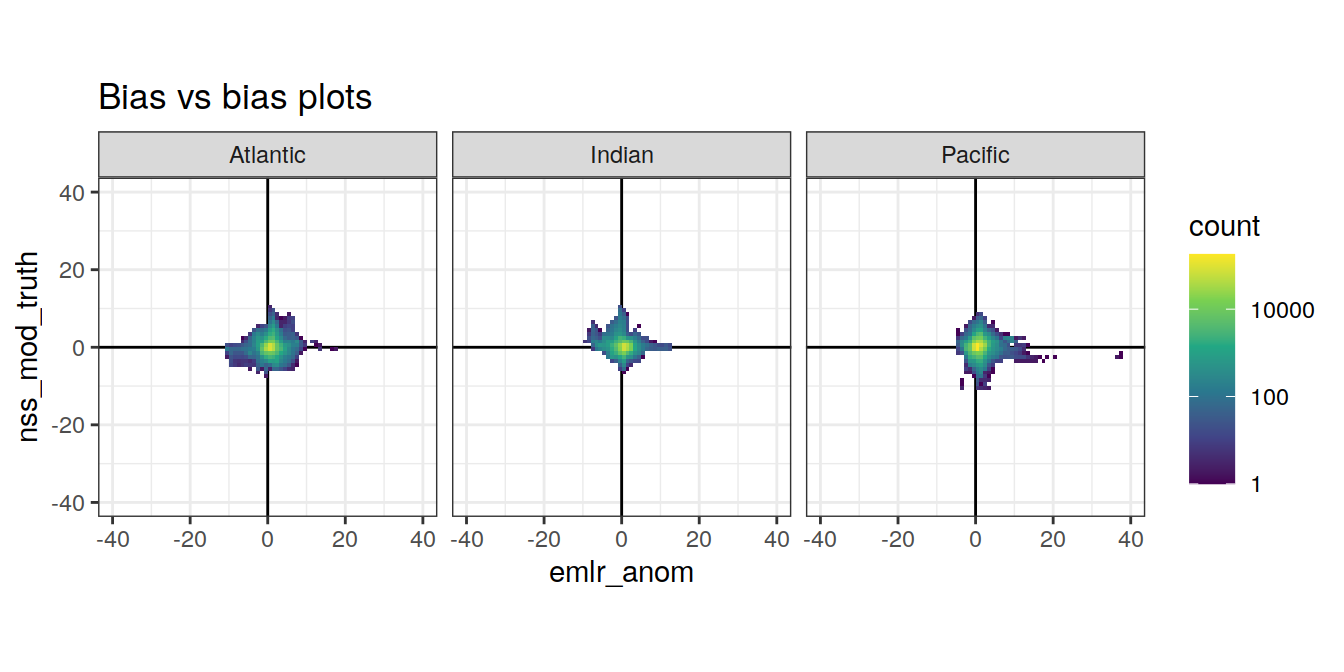 Bias vs bias plots
Atlantic Indian Pacific
nss_mod_truth
40
20
0
-20
-40
-40 -20 0 20 40 -40 -20 0 20 40 -40 -20 0 20 40
emlr_anom
count
10000
100
1